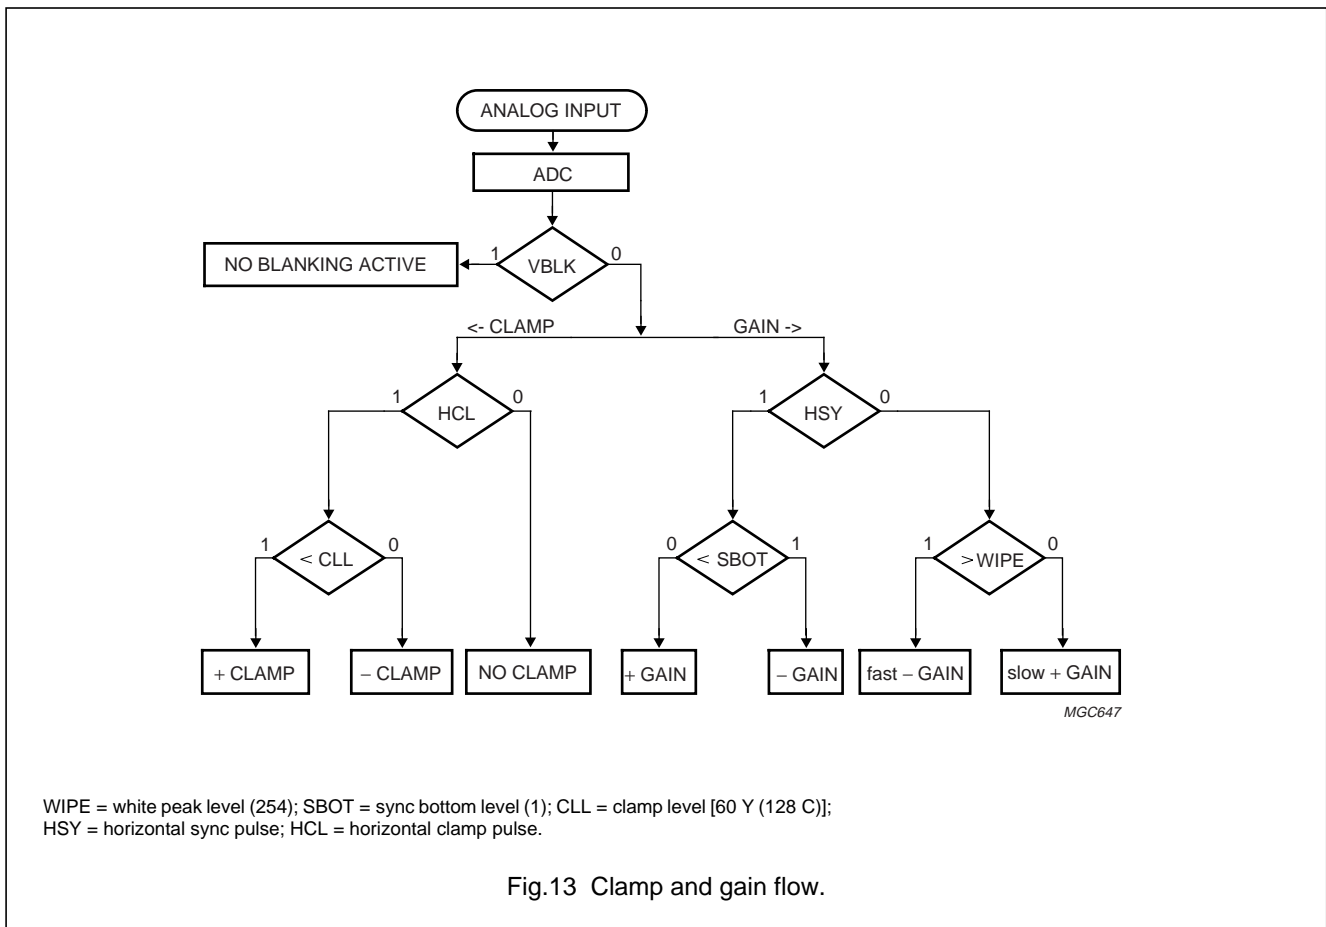 ANALOG INPUT
ADC
1 VBLK 0
NO BLANKING ACTIVE
<- CLAMP GAIN ->
1 HCL 0
1 HSY 0
1 < CLL 0
0 < SBOT 1
1 >WIPE 0
+ CLAMP
− CLAMP
NO CLAMP
+ GAIN
− GAIN
fast − GAIN
slow + GAIN
MGC647
WIPE = white peak level (254); SBOT = sync bottom level (1); CLL = clamp level [60 Y (128 C)];
HSY = horizontal sync pulse; HCL = horizontal clamp pulse.
Fig.13 Clamp and gain flow.